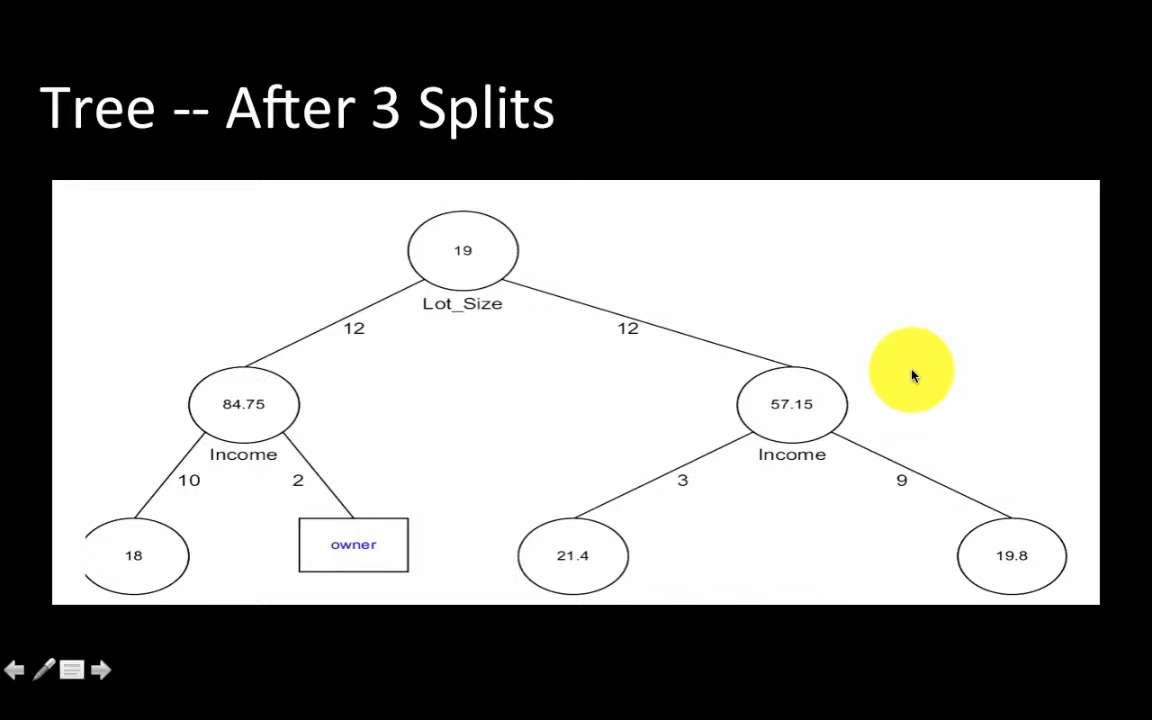 Tree -- After 3 Splits
19
Lot_Size
12
12
84.75
57.15
Income
Income
10
2
3
9
18
owner
21.4
19.8